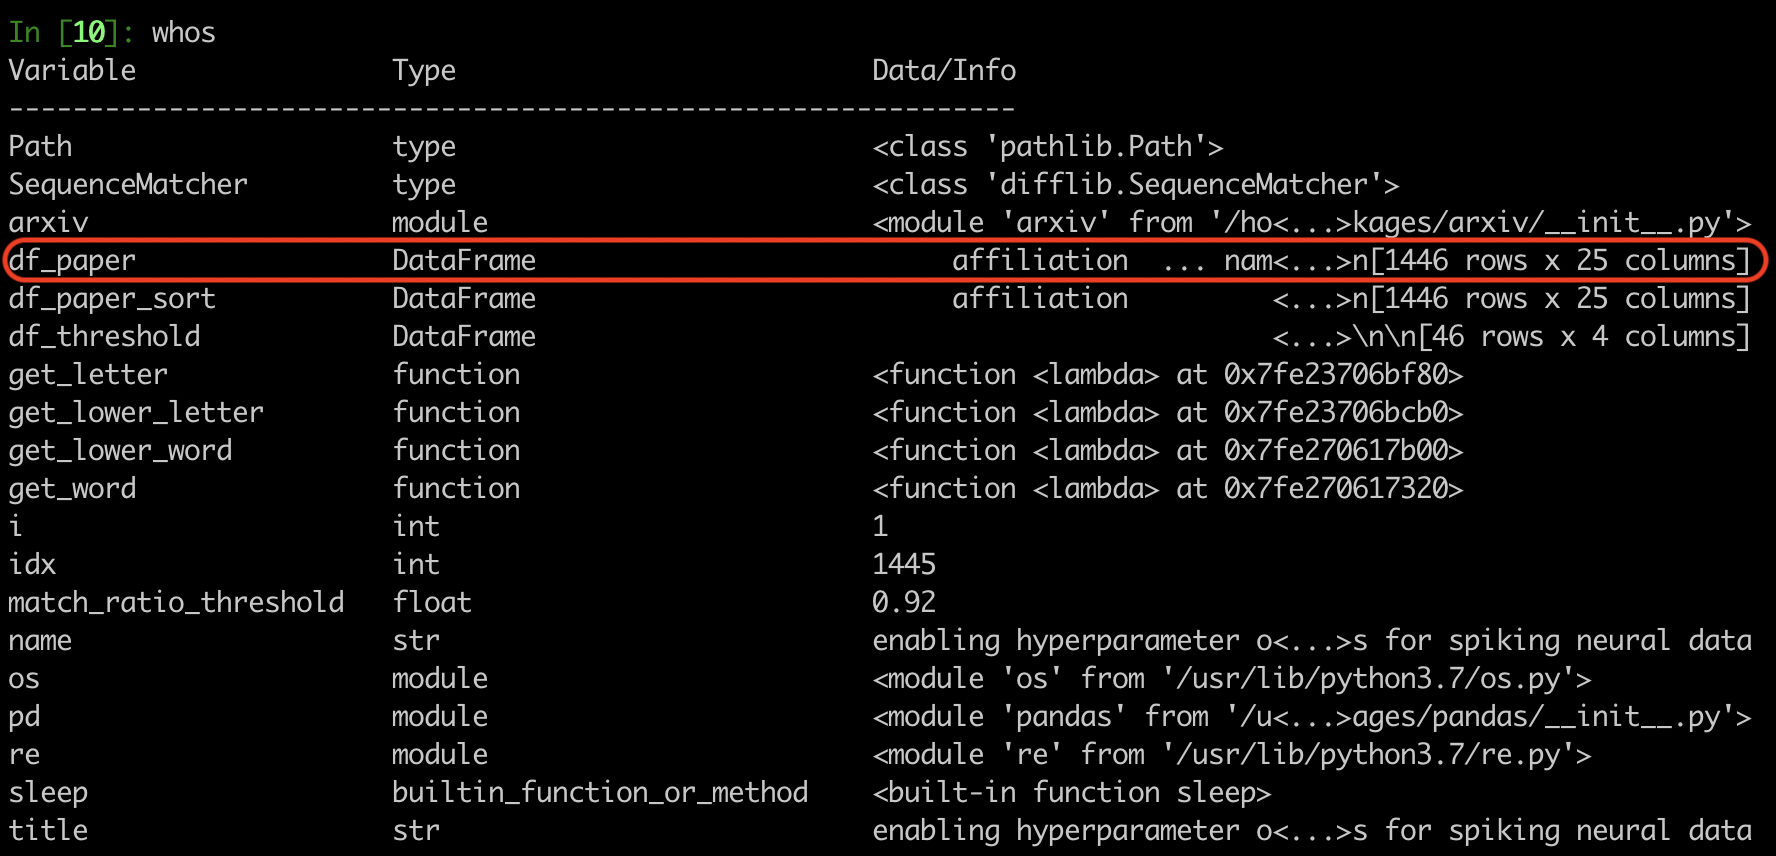 In [10]: whos
Variable                Type                          Data/Info
---------------------------------------------------------------
Path                    type                          <class 'pathlib.Path'>
SequenceMatcher         type                          <class 'difflib.SequenceMatcher'>
arxiv                   module                        <module 'arxiv' from '/ho<...>kages/arxiv/__init__.py'>
df_paper                DataFrame                          affiliation  ... nam<...>n[1446 rows x 25 columns]
df_paper_sort           DataFrame                          affiliation         <...>n[1446 rows x 25 columns]
df_threshold            DataFrame                                              <...>\n\n[46 rows x 4 columns]
get_letter              function                      <function <lambda> at 0x7fe23706bf80>
get_lower_letter        function                      <function <lambda> at 0x7fe23706bcb0>
get_lower_word          function                      <function <lambda> at 0x7fe270617b00>
get_word                function                      <function <lambda> at 0x7fe270617320>
i                       int                           1
idx                     int                           1445
match_ratio_threshold   float                         0.92
name                    str                           enabling hyperparameter o<...>s for spiking neural data
os                      module                        <module 'os' from '/usr/lib/python3.7/os.py'>
pd                      module                        <module 'pandas' from '/u<...>ages/pandas/__init__.py'>
re                      module                        <module 're' from '/usr/lib/python3.7/re.py'>
sleep                   builtin_function_or_method    <built-in function sleep>
title                   str                           enabling hyperparameter o<...>s for spiking neural data